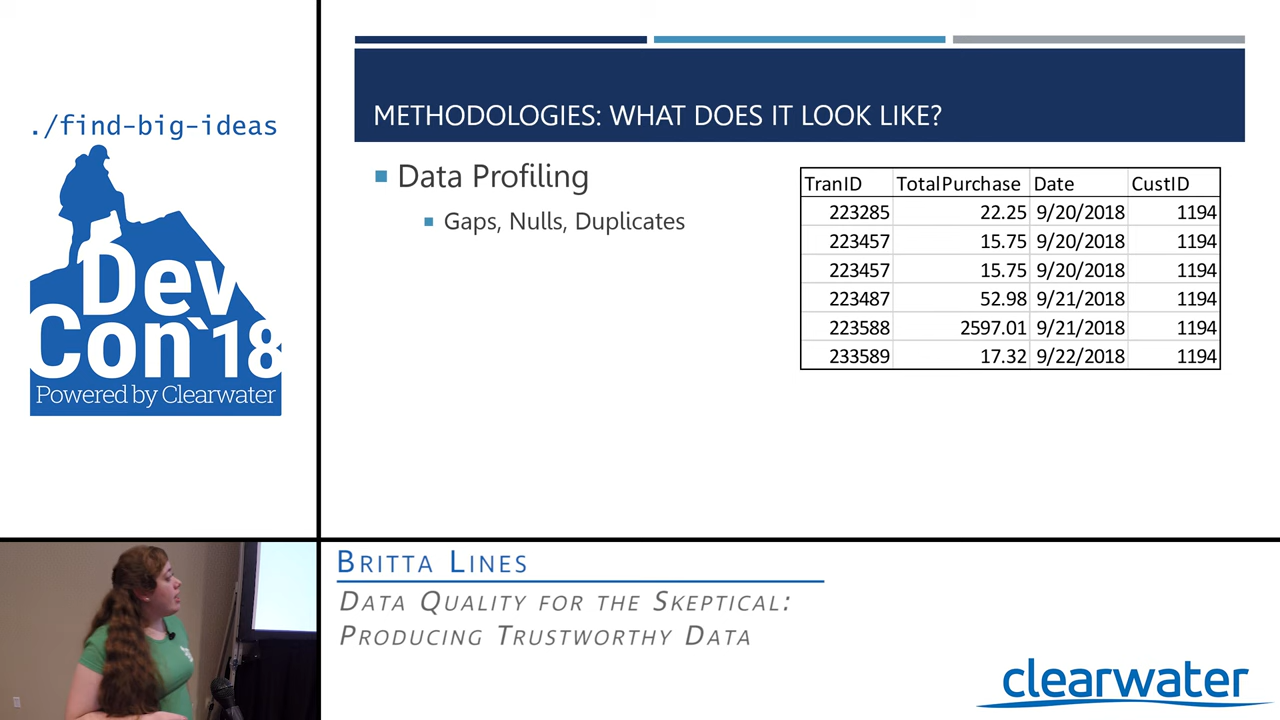 ./find-big-ideas
Dev
Con`18
Powered by Clearwater
METHODOLOGIES: WHAT DOES IT LOOK LIKE?
Data Profiling
Gaps, Nulls, Duplicates
TranID TotalPurchase Date CustID
223285 22.25 9/20/2018 1194
223457 15.75 9/20/2018 1194
223457 15.75 9/20/2018 1194
223487 52.98 9/21/2018 1194
223588 2597.01 9/21/2018 1194
233589 17.32 9/22/2018 1194
BRITTA LINES
DATA QUALITY FOR THE SKEPTICAL:
PRODUCING TRUSTWORTHY DATA
clearwater